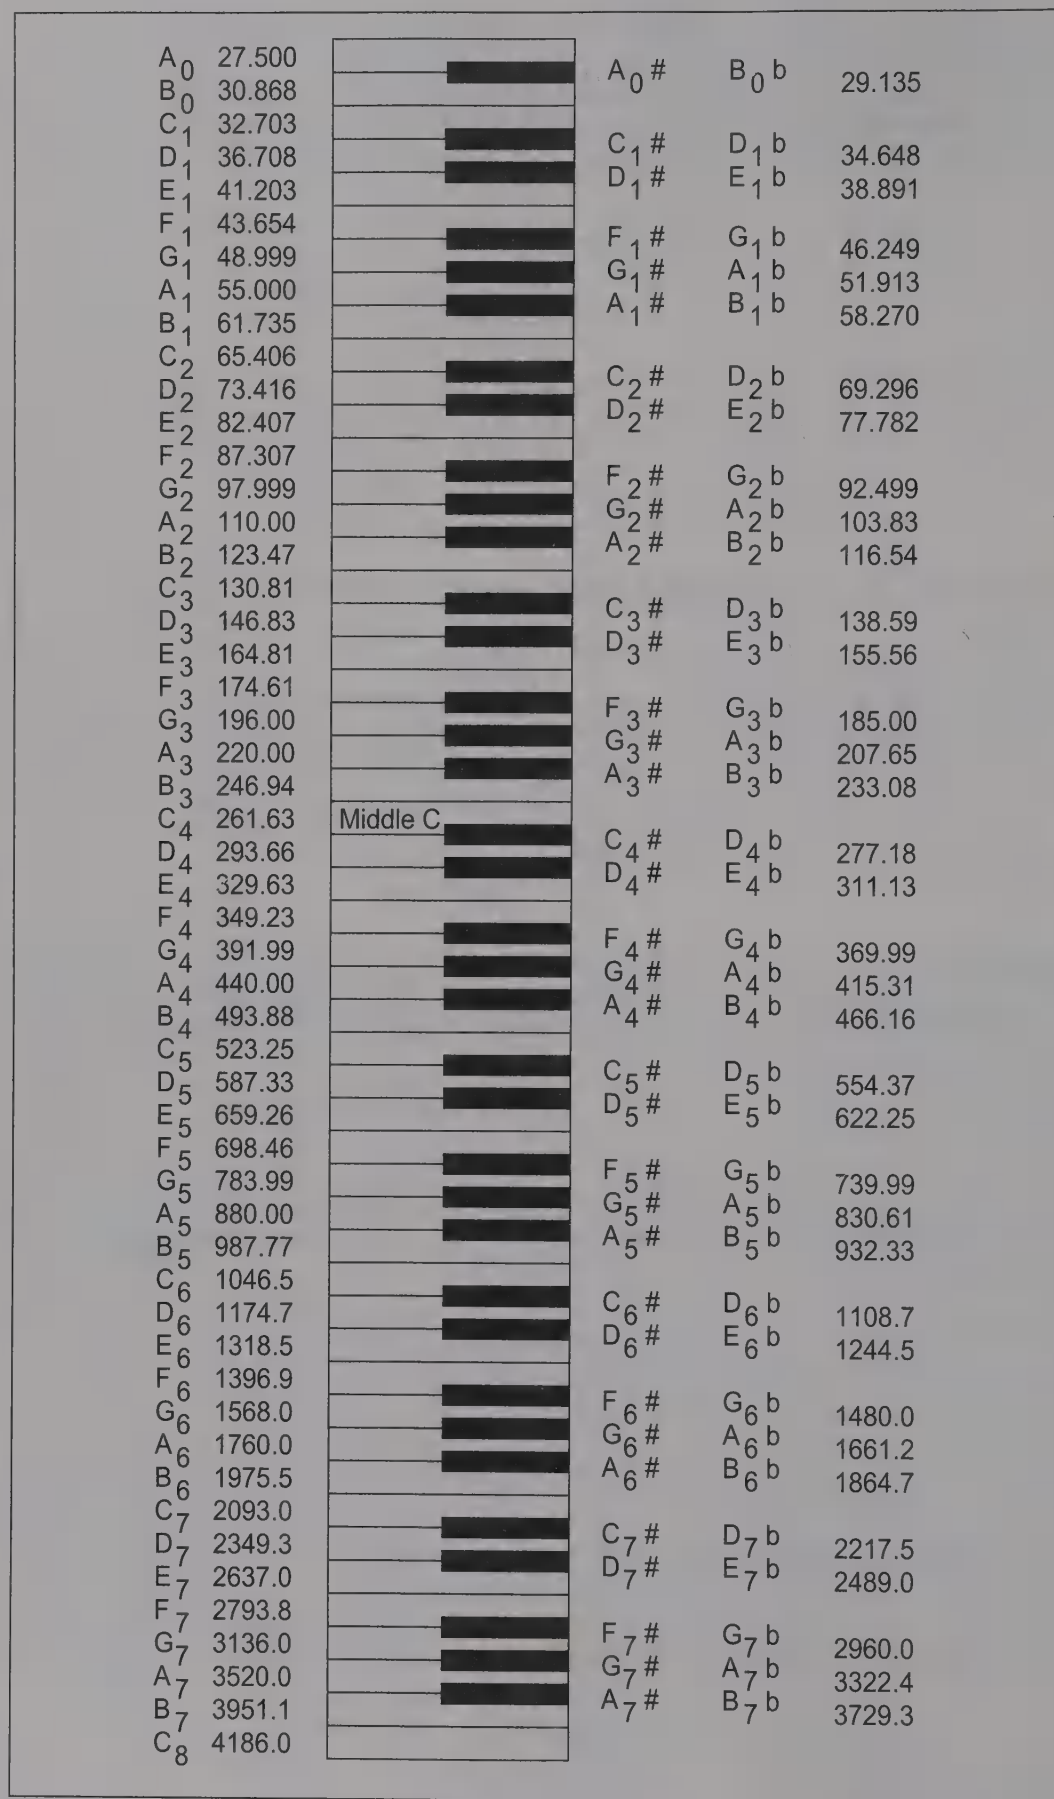 A0 27.500
A0# B0b 29.135
B0 30.868
C1 32.703
C1# D1b 34.648
D1 36.708
D1# E1b 38.891
E1 41.203
F1 43.654
F1# G1b 46.249
G1 48.999
G1# A1b 51.913
A1 55.000
A1# B1b 58.270
B1 61.735
C2 65.406
C2# D2b 69.296
D2 73.416
D2# E2b 77.782
E2 82.407
F2 87.307
F2# G2b 92.499
G2 97.999
G2# A2b 103.83
A2 110.00
A2# B2b 116.54
B2 123.47
C3 130.81
C3# D3b 138.59
D3 146.83
D3# E3b 155.56
E3 164.81
F3 174.61
F3# G3b 185.00
G3 196.00
G3# A3b 207.65
A3 220.00
A3# B3b 233.08
B3 246.94
C4 261.63 Middle C
C4# D4b 277.18
D4 293.66
D4# E4b 311.13
E4 329.63
F4 349.23
F4# G4b 369.99
G4 391.99
G4# A4b 415.31
A4 440.00
A4# B4b 466.16
B4 493.88
C5 523.25
C5# D5b 554.37
D5 587.33
D5# E5b 622.25
E5 659.26
F5 698.46
F5# G5b 739.99
G5 783.99
G5# A5b 830.61
A5 880.00
A5# B5b 932.33
B5 987.77
C6 1046.5
C6# D6b 1108.7
D6 1174.7
D6# E6b 1244.5
E6 1318.5
F6 1396.9
F6# G6b 1480.0
G6 1568.0
G6# A6b 1661.2
A6 1760.0
A6# B6b 1864.7
B6 1975.5
C7 2093.0
C7# D7b 2217.5
D7 2349.3
D7# E7b 2489.0
E7 2637.0
F7 2793.8
F7# G7b 2960.0
G7 3136.0
G7# A7b 3322.4
A7 3520.0
A7# B7b 3729.3
B7 3951.1
C8 4186.0